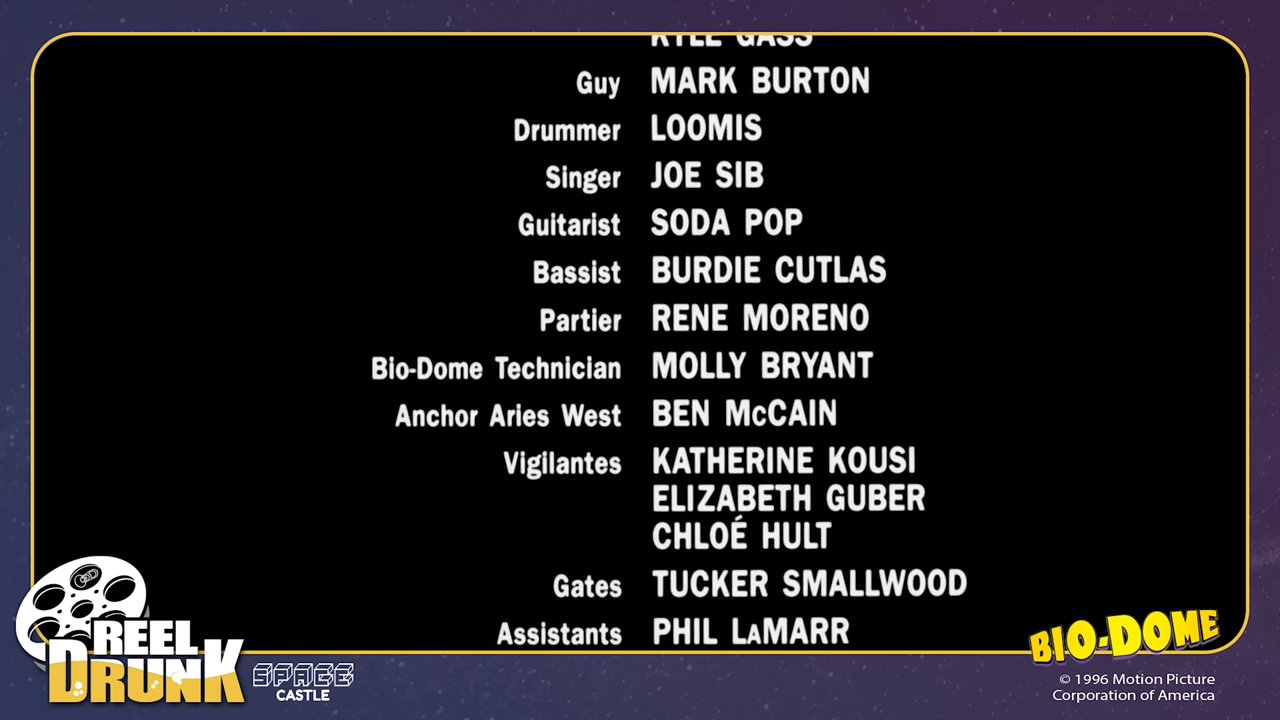 KYLE GASS
Guy MARK BURTON
Drummer LOOMIS
Singer JOE SIB
Guitarist SODA POP
Bassist BURDIE CUTLAS
Partier RENE MORENO
Bio-Dome Technician MOLLY BRYANT
Anchor Aries West BEN McCAIN
Vigilantes KATHERINE KOUSI
ELIZABETH GUBER
CHLOÉ HULT
Gates TUCKER SMALLWOOD
Assistants PHIL LaMARR
REEL
DRUNK
SPACE
CASTLE
BIO-DOME
© 1996 Motion Picture
Corporation of America